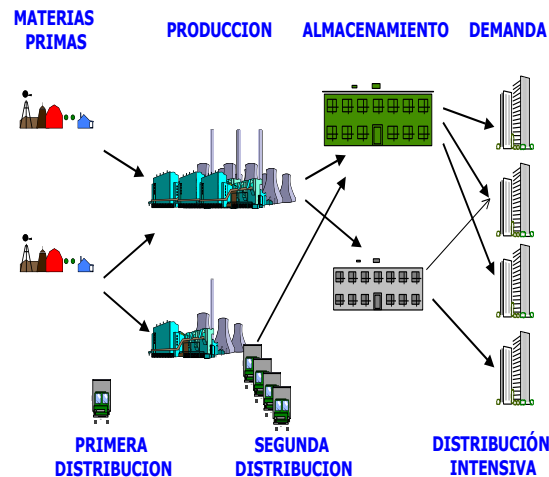 MATERIAS
PRIMAS
PRODUCCION
ALMACENAMIENTO
DEMANDA
PRIMERA
DISTRIBUCION
SEGUNDA
DISTRIBUCION
DISTRIBUCIÓN
INTENSIVA